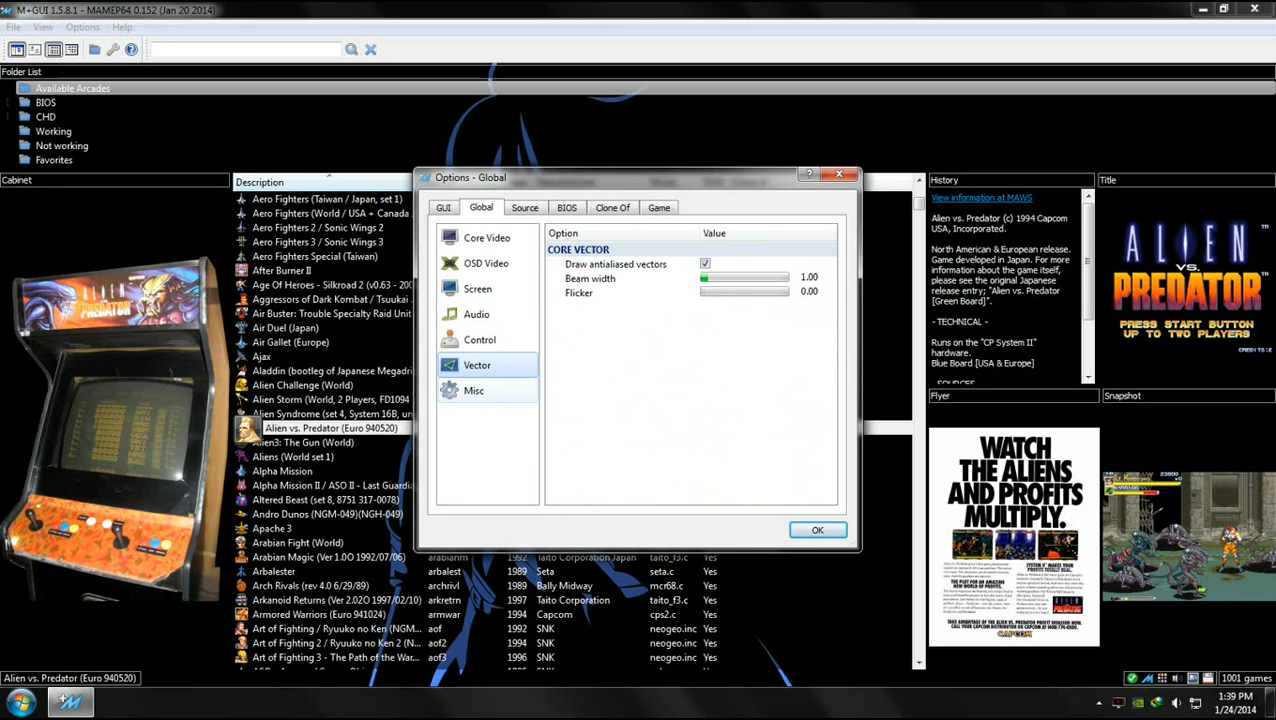 M+GUI 1.5.8.1 - MAMEP64 0.152 (Jan 20 2014)
File View Options Help
Folder List
Available Arcades
BIOS
CHD
Working
Not working
Favorites
Cabinet
Description
Aero Fighters (Taiwan / Japan, set 1)
Aero Fighters (World / USA + Canada
Aero Fighters 2 / Sonic Wings 2
Aero Fighters 3 / Sonic Wings 3
Aero Fighters Special (Taiwan)
After Burner II
Age Of Heroes - Silkroad 2 (v0.63 - 200
Aggressors of Dark Kombat / Tsuukai
Air Buster: Trouble Specialty Raid Unit
Air Duel (Japan)
Air Gallet (Europe)
Ajax
Aladdin (bootleg of Japanese Megadri
Alien Challenge (World)
Alien Storm (World, 2 Players, FD1094
Alien Syndrome (set 4, System 16B, un
Alien vs. Predator (Euro 940520)
Alien3: The Gun (World)
Aliens (World set 1)
Alpha Mission
Alpha Mission II / ASO II - Last Guardia
Altered Beast (set 8, 8751 317-0078)
Andro Dunos (NGM-049)(NGH-049)
Apache 3
Arabian Fight (World)
Arabian Magic (Ver 1.0O 1992/07/06) arabianm 1992 Taito Corporation Japan taito_f3.c Yes
Arbalester arbalest 1989 Seta seta.c Yes
Archrivals (rev 4.0 6/29/89) archrivl 1989 Bally Midway mcr68.c Yes
arkretrn 1997 Taito Corporation taito_f3.c Yes
Armored Warriors (Euro 941024) armwar 1994 Capcom cps2.c Yes
Art of Fighting / Ryuuko no Ken (NGM... aof 1992 SNK neogeo.inc Yes
Art of Fighting 2 / Ryuuko no Ken 2 (N... aof2 1994 SNK neogeo.inc Yes
Art of Fighting 3 - The Path of the Wa... aof3 1996 SNK neogeo.inc Yes
Options - Global
GUI Global Source BIOS Clone Of Game
Core Video
OSD Video
Screen
Audio
Control
Vector
Misc
Option Value
CORE VECTOR
Draw antialiased vectors
Beam width 1.00
Flicker 0.00
OK
History
View information at MAWS
Alien vs. Predator (c) 1994 Capcom
USA, Incorporated.
North American & European release.
Game developed in Japan. For more
information about the game itself,
please see the original Japanese
release entry; "Alien vs. Predator
[Green Board]".
- TECHNICAL -
Runs on the "CP System II"
hardware.
Blue Board [USA & Europe]
- SOURCES
Title
ALIEN
VS.
PREDATOR
PRESS START BUTTON
UP TO TWO PLAYERS
CREDITS:2
Flyer
WATCH
THE ALIENS
AND PROFITS
MULTIPLY.
CAPCOM
Snapshot
Alien vs. Predator (Euro 940520)
1001 games
1:39 PM
1/24/2014